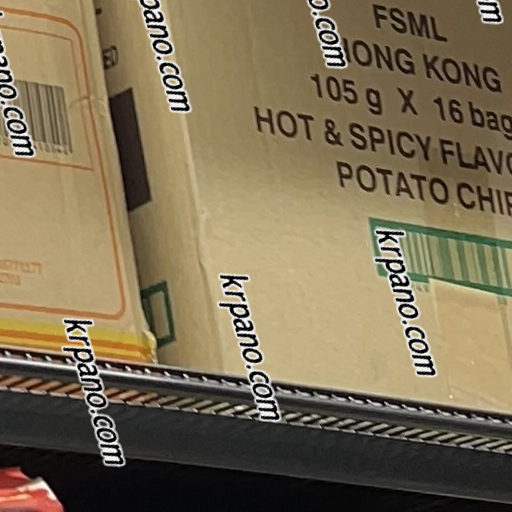 FSML
HONG KONG
105 g X 16 bag
HOT & SPICY FLAVO
POTATO CHIP
krpano.com
krpano.com
krpano.com
krpano.com
krpano.com
krpano.com